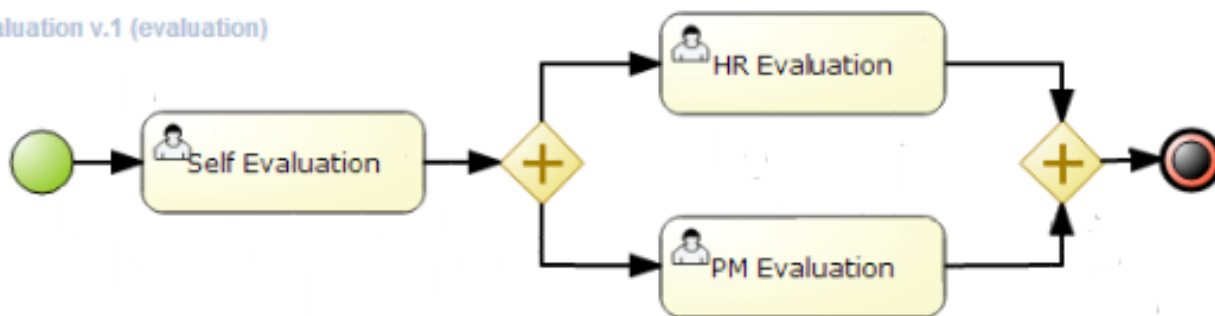 aluation v.1 (evaluation)
HR Evaluation
Self Evaluation
PM Evaluation